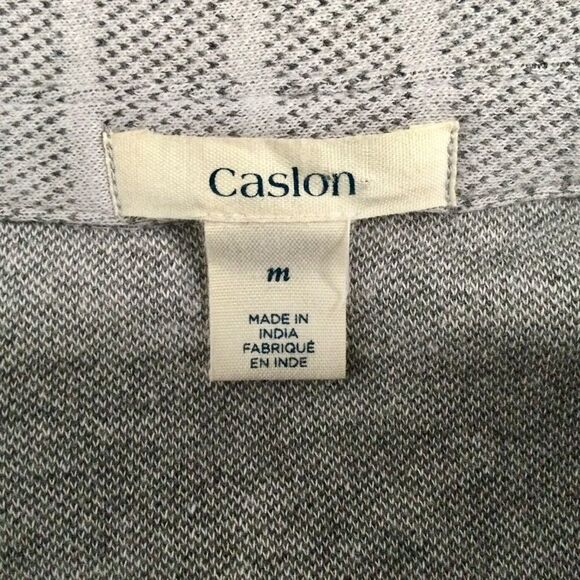 Caslon
m
MADE IN
INDIA
FABRIQUÉ
EN INDE